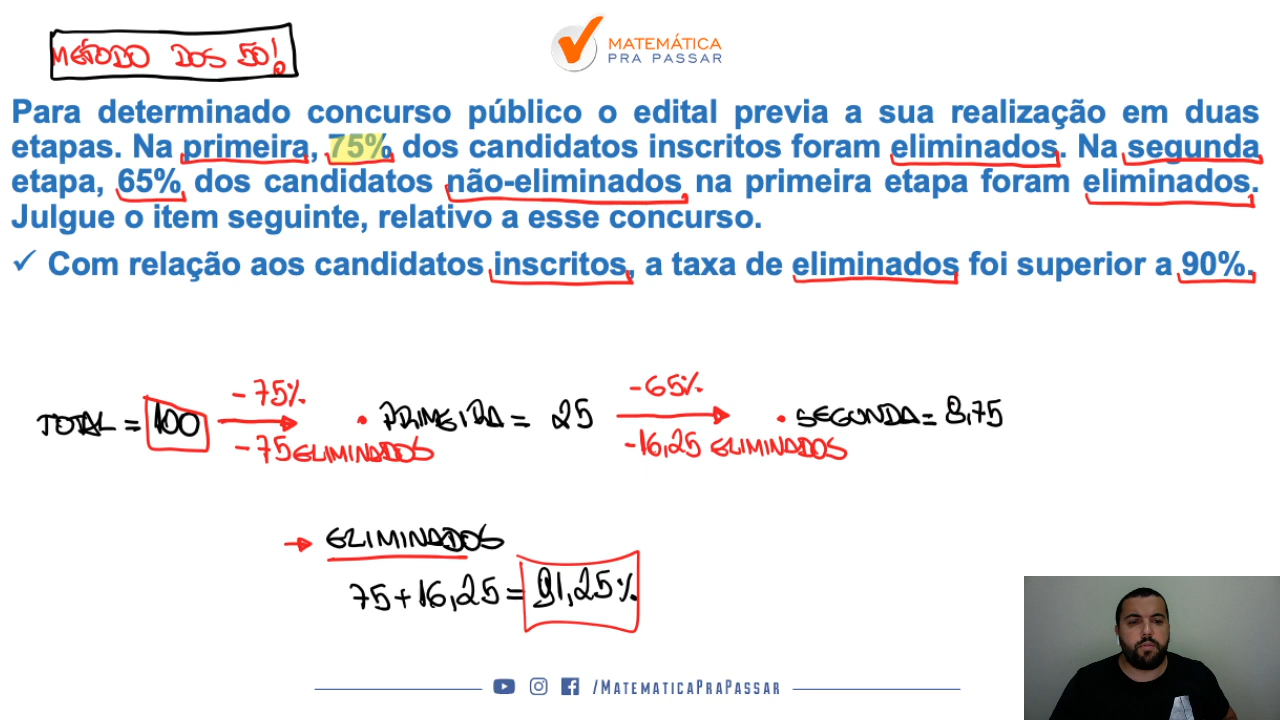 MÉTODO DOS 50!
MATEMÁTICA
PRA PASSAR
Para determinado concurso público o edital previa a sua realização em duas
etapas. Na primeira, 75% dos candidatos inscritos foram eliminados. Na segunda
etapa, 65% dos candidatos não-eliminados na primeira etapa foram eliminados.
Julgue o item seguinte, relativo a esse concurso.
✓ Com relação aos candidatos inscritos, a taxa de eliminados foi superior a 90%.
-75% -65%
TOTAL = 100 • PRIMEIRA = 25 • SEGUNDA = 8,75
-75 ELIMINADOS -16,25 ELIMINADOS
→ ELIMINADOS
75+16,25 = 91,25%
/MATEMATICAPRAPASSAR